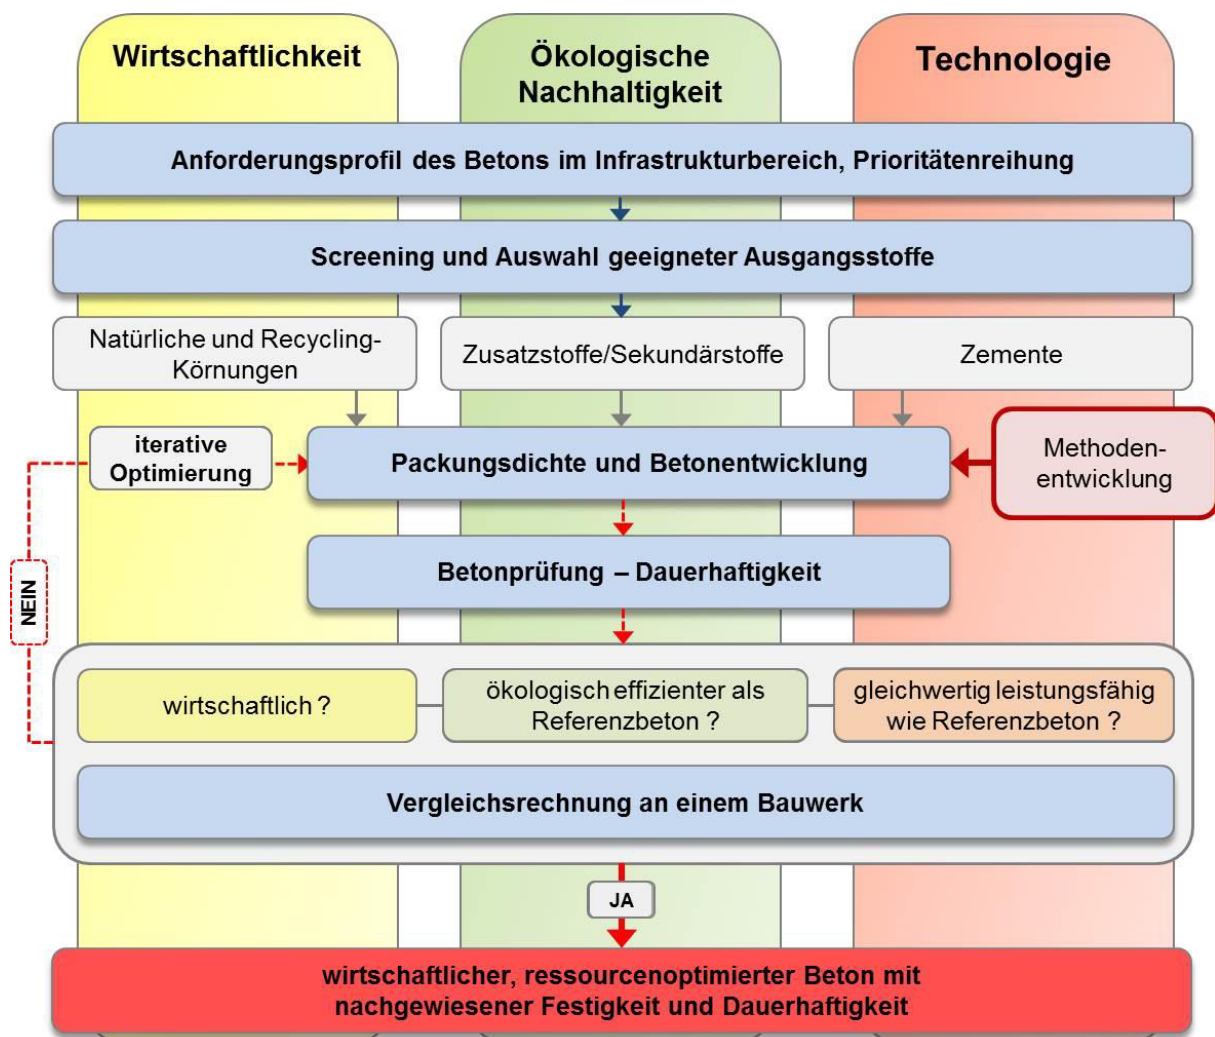 Wirtschaftlichkeit
Ökologische
Nachhaltigkeit
Technologie
Anforderungsprofil des Betons im Infrastrukturbereich, Prioritätenreihung
Screening und Auswahl geeigneter Ausgangsstoffe
Natürliche und Recycling-
Körnungen
Zusatzstoffe/Sekundärstoffe
Zemente
iterative
Optimierung
Packungsdichte und Betonentwicklung
Methoden-
entwicklung
Betonprüfung – Dauerhaftigkeit
NEIN
wirtschaftlich ?
ökologisch effizienter als
Referenzbeton ?
gleichwertig leistungsfähig
wie Referenzbeton ?
Vergleichsrechnung an einem Bauwerk
JA
wirtschaftlicher, ressourcenoptimierter Beton mit
nachgewiesener Festigkeit und Dauerhaftigkeit